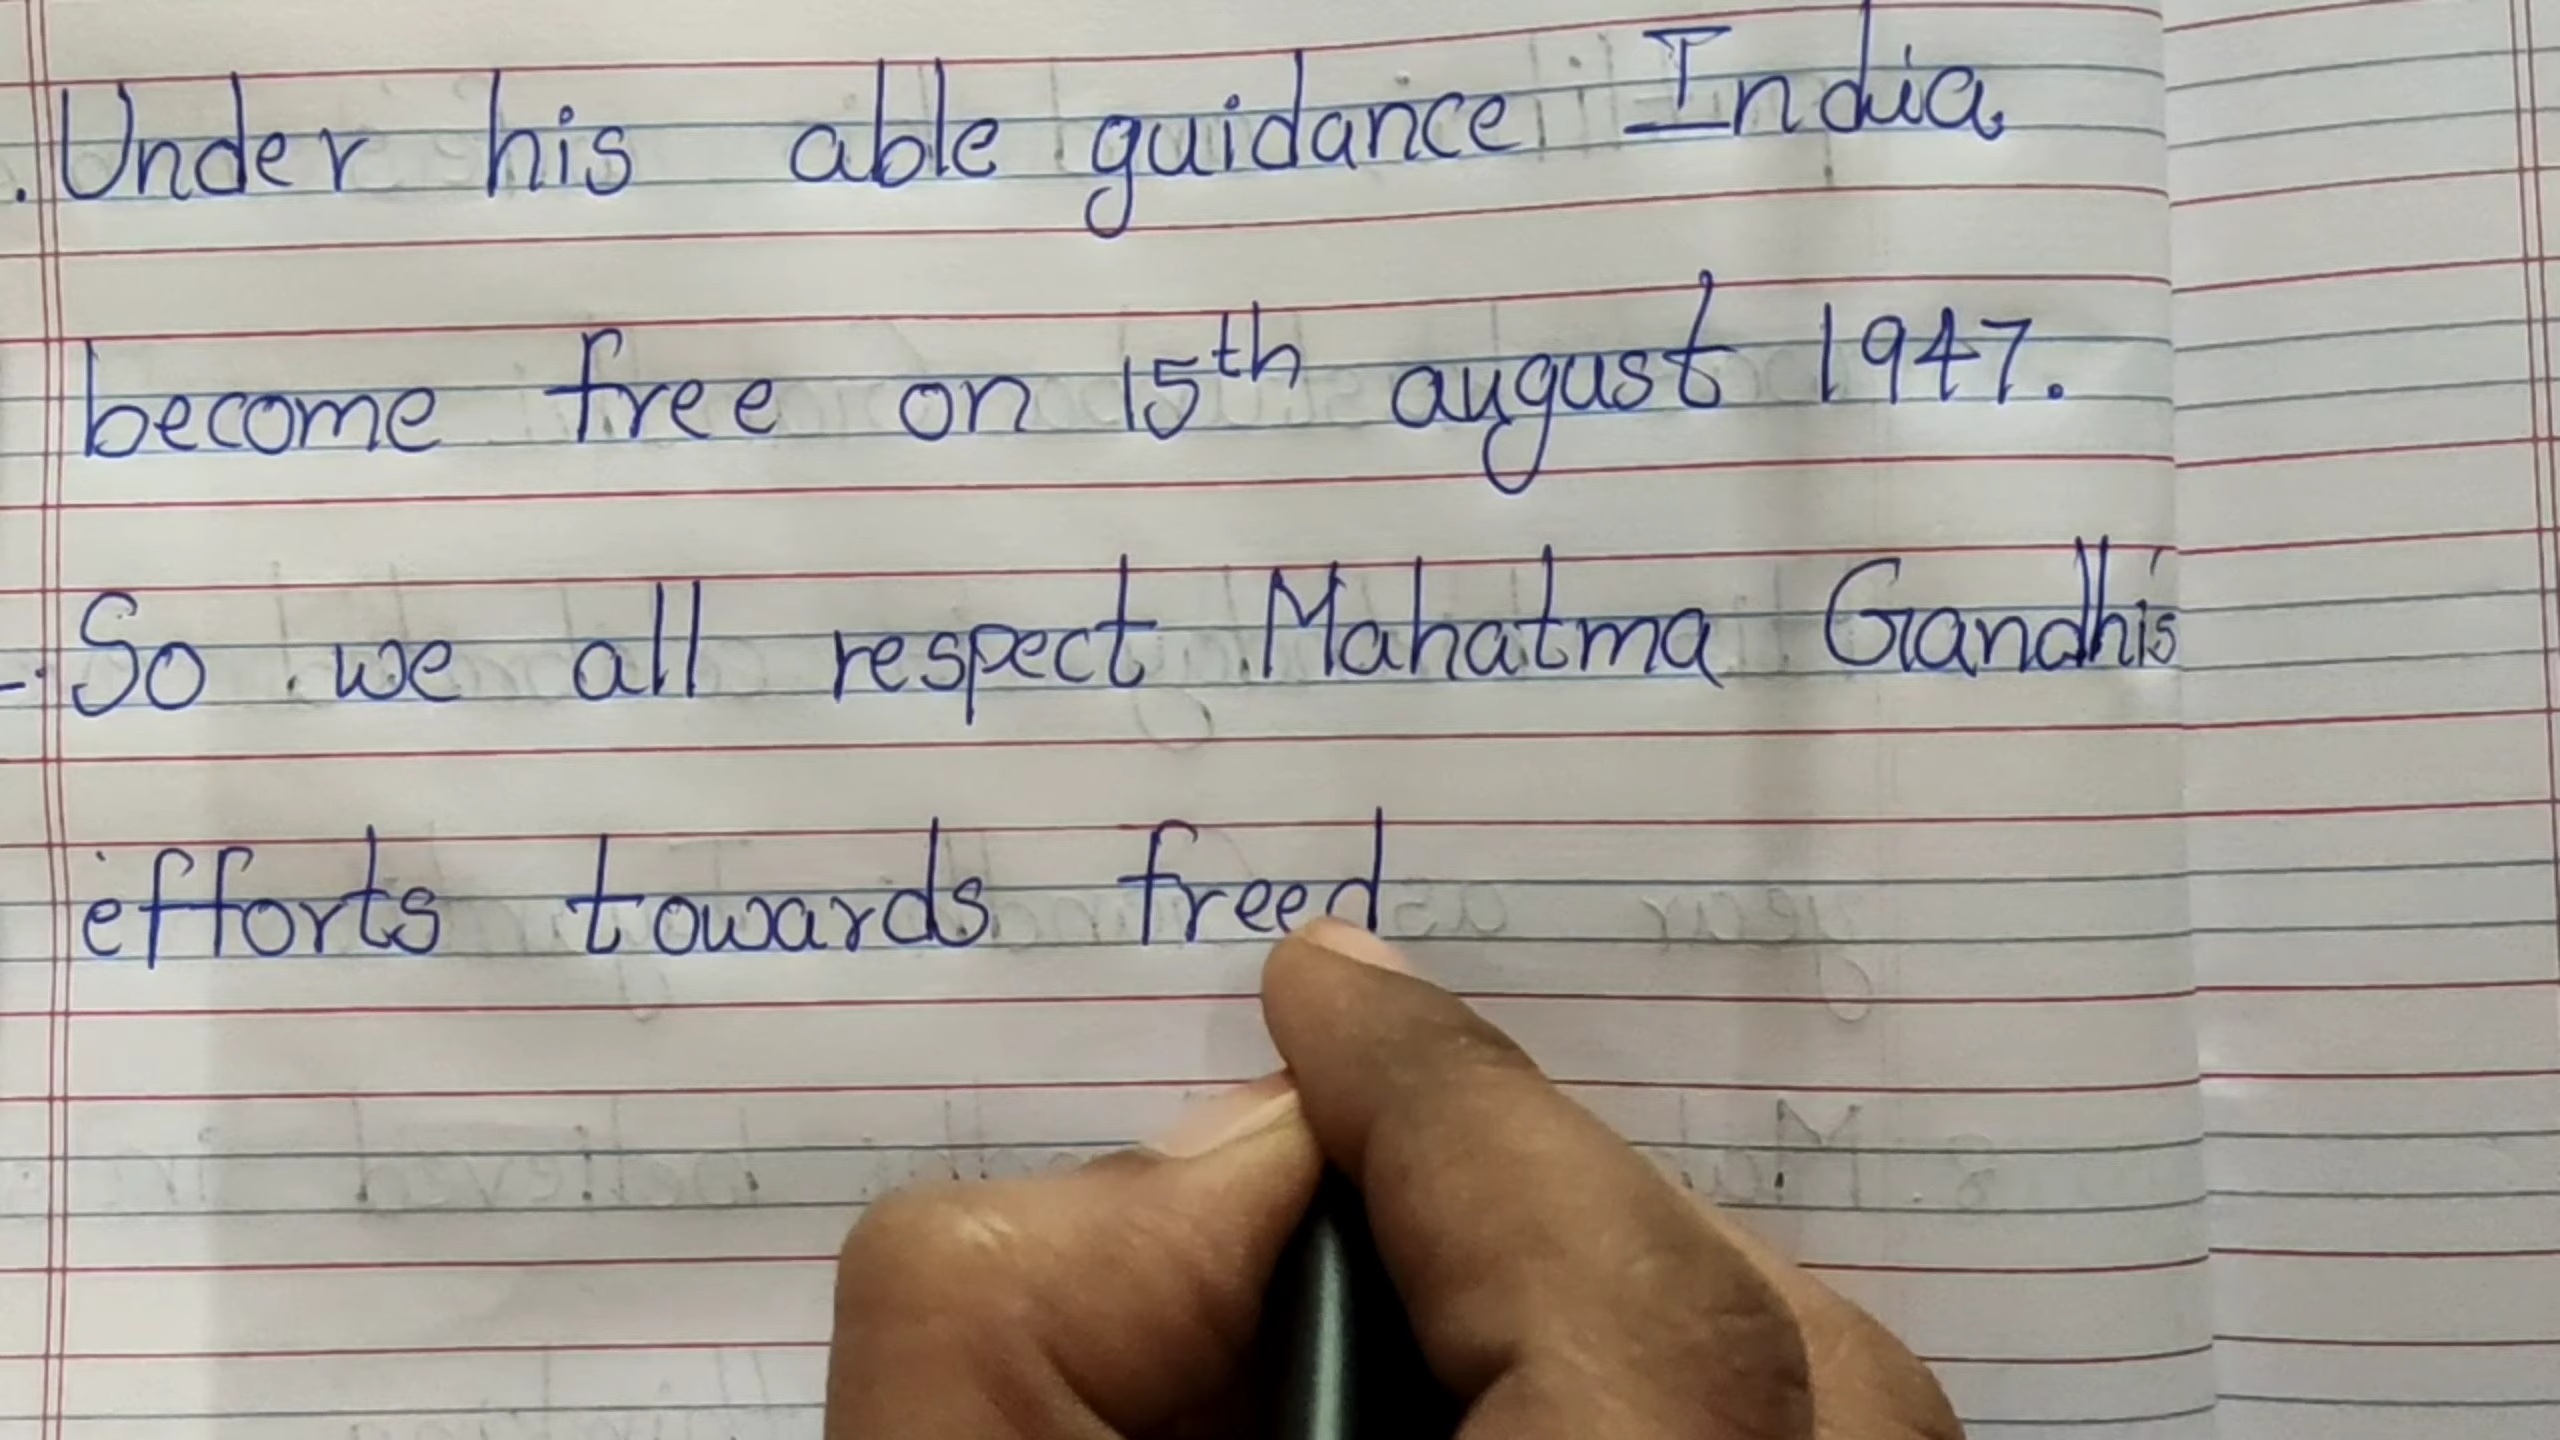 . Under his able guidance India
become free on 15th august 1947.
-. So we all respect Mahatma Gandhi's
efforts towards freed